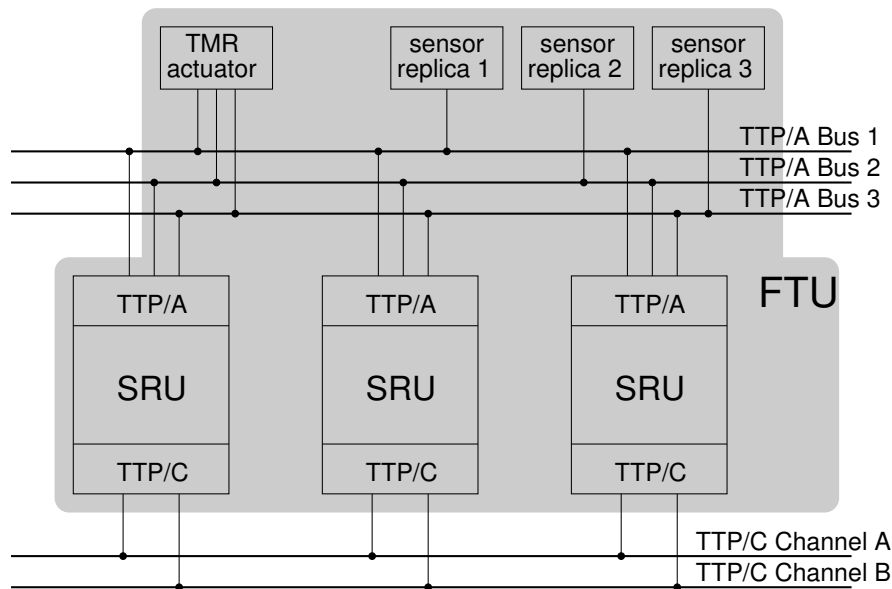 TMR
actuator
sensor
replica 1
sensor
replica 2
sensor
replica 3
TTP/A Bus 1
TTP/A Bus 2
TTP/A Bus 3
FTU
TTP/A
SRU
TTP/C
TTP/A
SRU
TTP/C
TTP/A
SRU
TTP/C
TTP/C Channel A
TTP/C Channel B